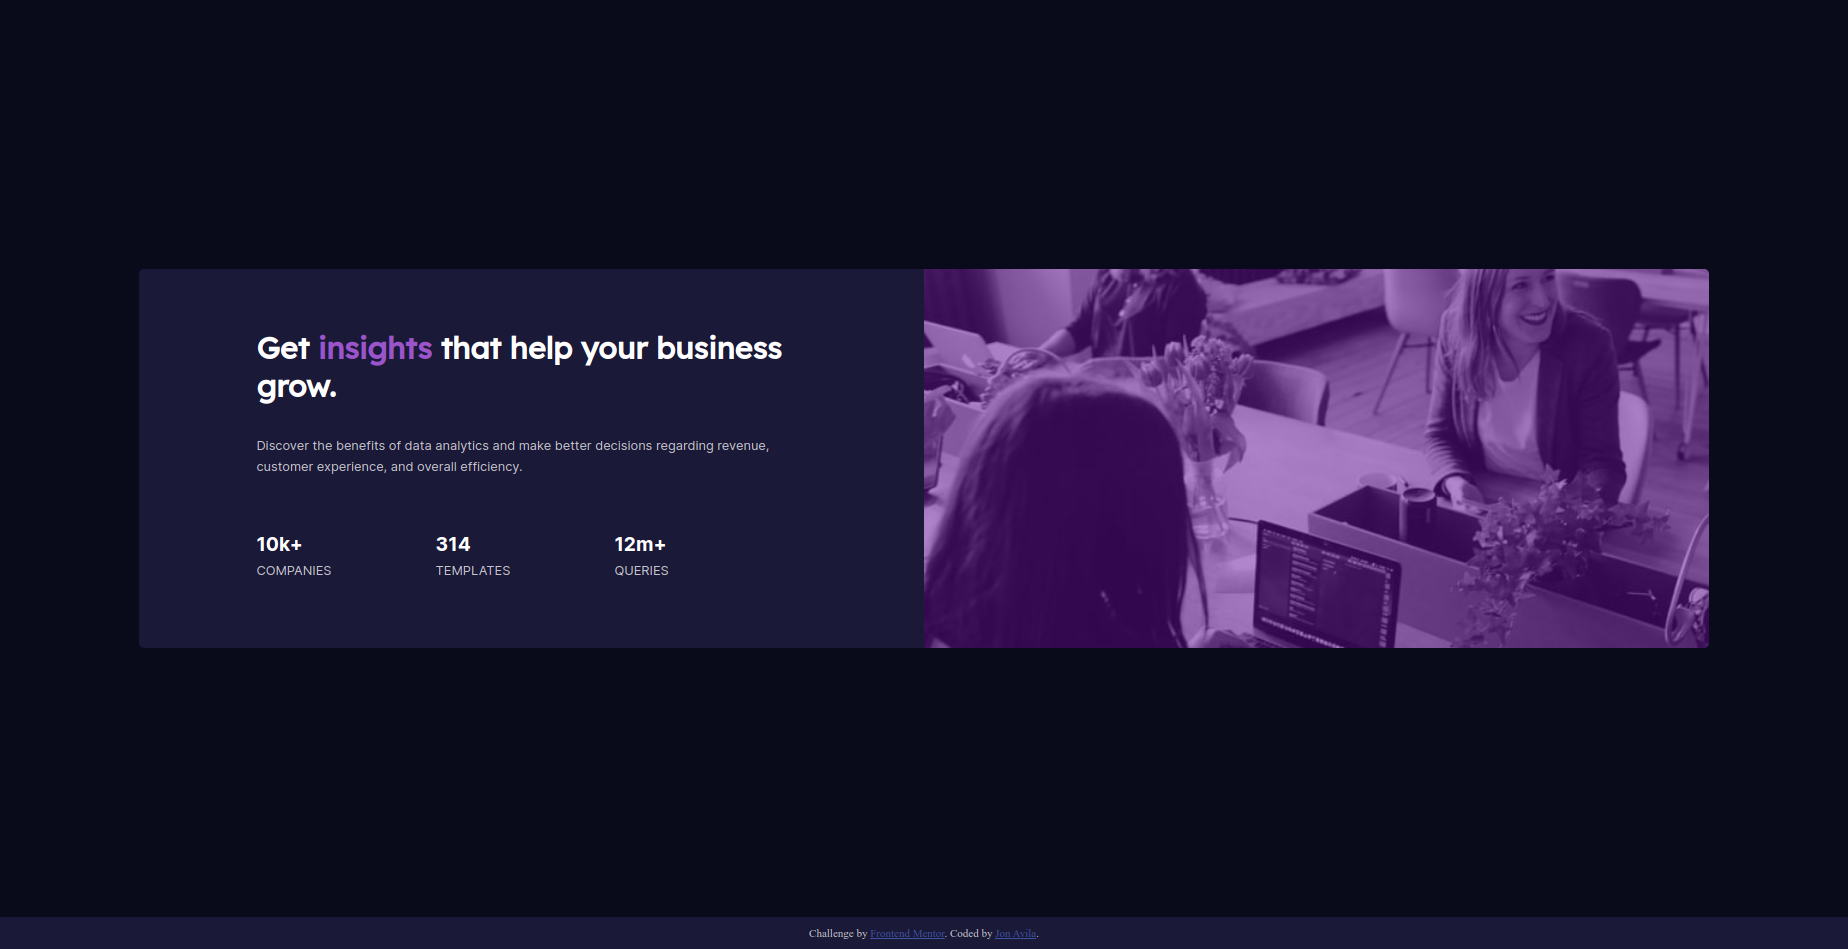 Get insights that help your business
grow.
Discover the benefits of data analytics and make better decisions regarding revenue,
customer experience, and overall efficiency.
10k+
COMPANIES
314
TEMPLATES
12m+
QUERIES
Challenge by Frontend Mentor. Coded by Jon Avila.